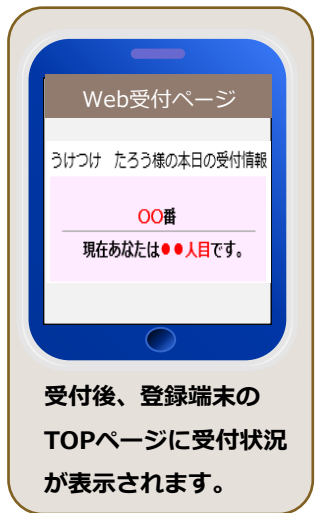 Web受付ページ
うけつけ　たろう様の本日の受付情報
〇〇番
現在あなたは●●人目です。
受付後、登録端末の
TOPページに受付状況
が表示されます。